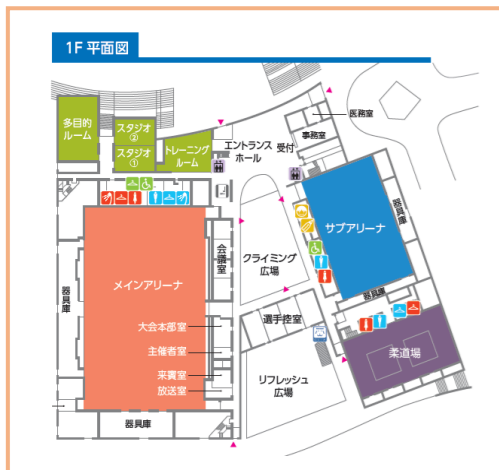 1F 平面図
多目的
ルーム
スタジオ
②
スタジオ
①
トレーニング
ルーム
エントランス
ホール
受付
医務室
事務室
サブアリーナ
器具庫
器具庫
クライミング
広場
会議室
メインアリーナ
器具庫
大会本部室
主催者室
来賓室
放送室
器具庫
選手控室
リフレッシュ
広場
柔道場